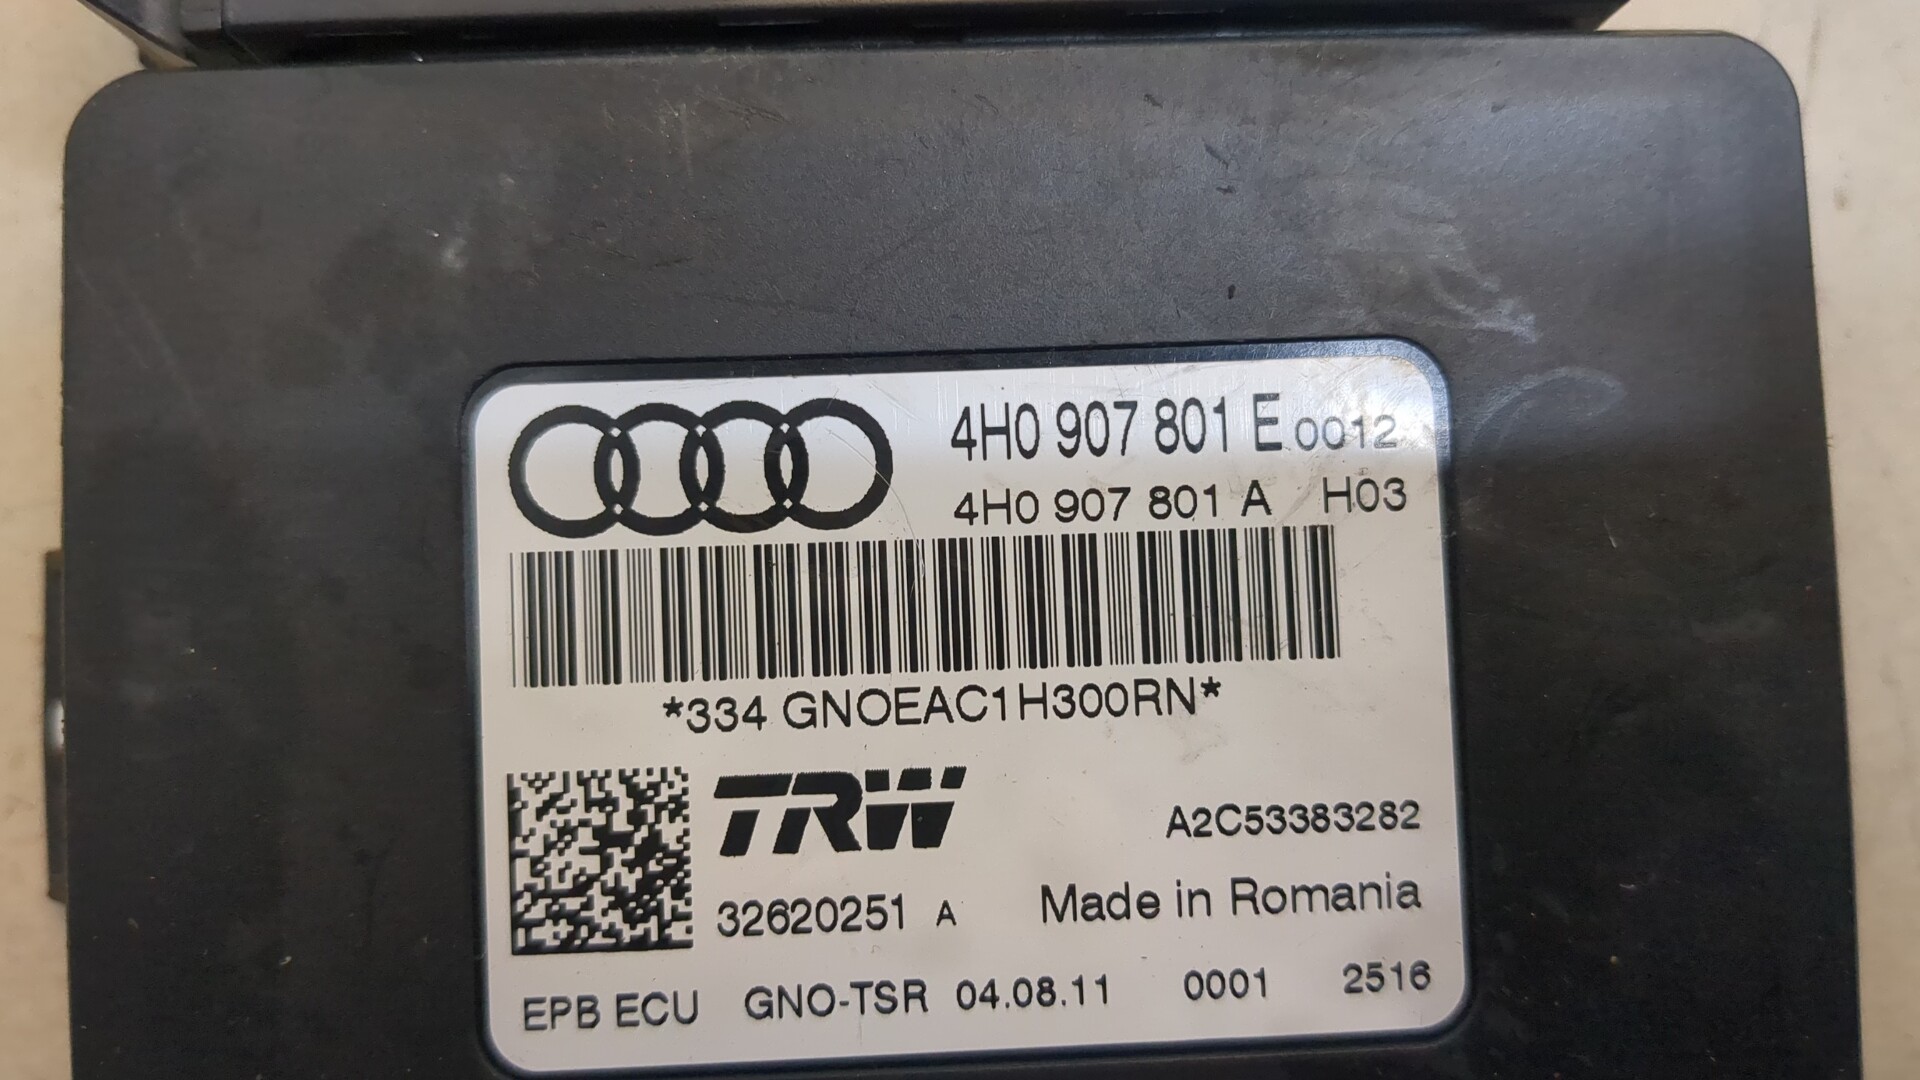 4H0 907 801 E 0012
4H0 907 801 A H03
*334 GNOEAC1H300RN*
TRW
A2C53383282
32620251 A Made in Romania
EPB ECU GNO-TSR 04.08.11 0001 2516